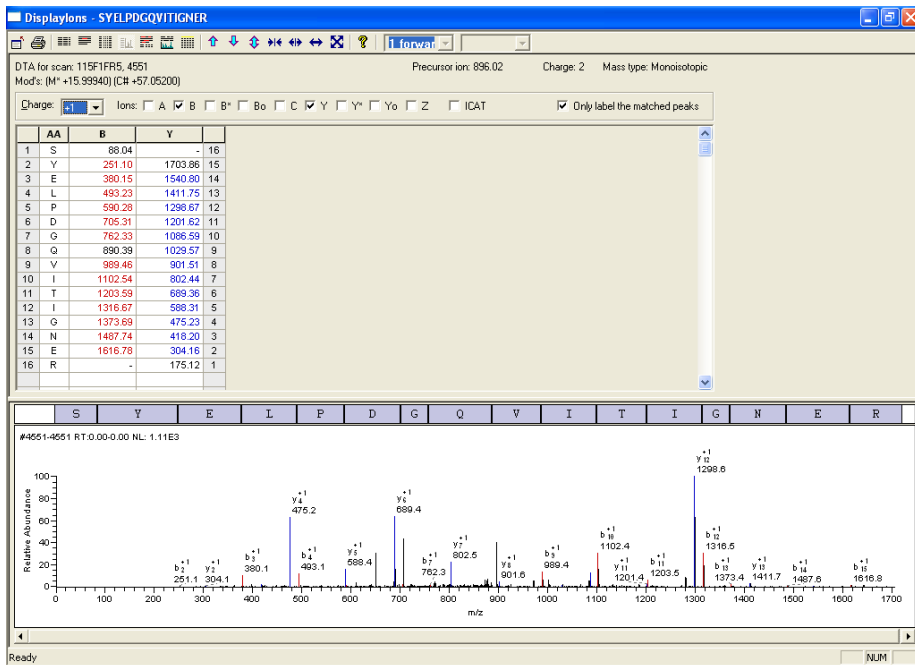 DisplayIons - SYELPDGQVITIGNER
1 forwar
DTA for scan: 115F1FR5, 4551 Precursor ion: 896.02 Charge: 2 Mass type: Monoisotopic
Mod's: (M* +15.99940) (C# +57.05200)
Charge: +1 Ions: A B B* Bo C Y Y* Yo Z ICAT Only label the matched peaks
AA B Y
1 S 88.04 - 16
2 Y 251.10 1703.86 15
3 E 380.15 1540.80 14
4 L 493.23 1411.75 13
5 P 590.28 1298.67 12
6 D 705.31 1201.62 11
7 G 762.33 1086.59 10
8 Q 890.39 1029.57 9
9 V 989.46 901.51 8
10 I 1102.54 802.44 7
11 T 1203.59 689.36 6
12 I 1316.67 588.31 5
13 G 1373.69 475.23 4
14 N 1487.74 418.20 3
15 E 1616.78 304.16 2
16 R - 175.12 1
S Y E L P D G Q V I T I G N E R
#4551-4551 RT:0.00-0.00 NL: 1.11E3
Relative Abundance
100
80
60
40
20
0
b2+1 251.1
y2+1 304.1
b3+1 380.1
y4+1 475.2
b4+1 493.1
y5+1 588.4
y6+1 689.4
b7+1 762.3
y7+1 802.5
y8+1 901.6
b9+1 989.4
b10+1 1102.4
y11+1 1201.4
b11+1 1203.5
y12+1 1298.6
b12+1 1316.5
b13+1 1373.4
y13+1 1411.7
b14+1 1487.6
b15+1 1616.8
0 100 200 300 400 500 600 700 800 900 1000 1100 1200 1300 1400 1500 1600 1700
m/z
Ready NUM